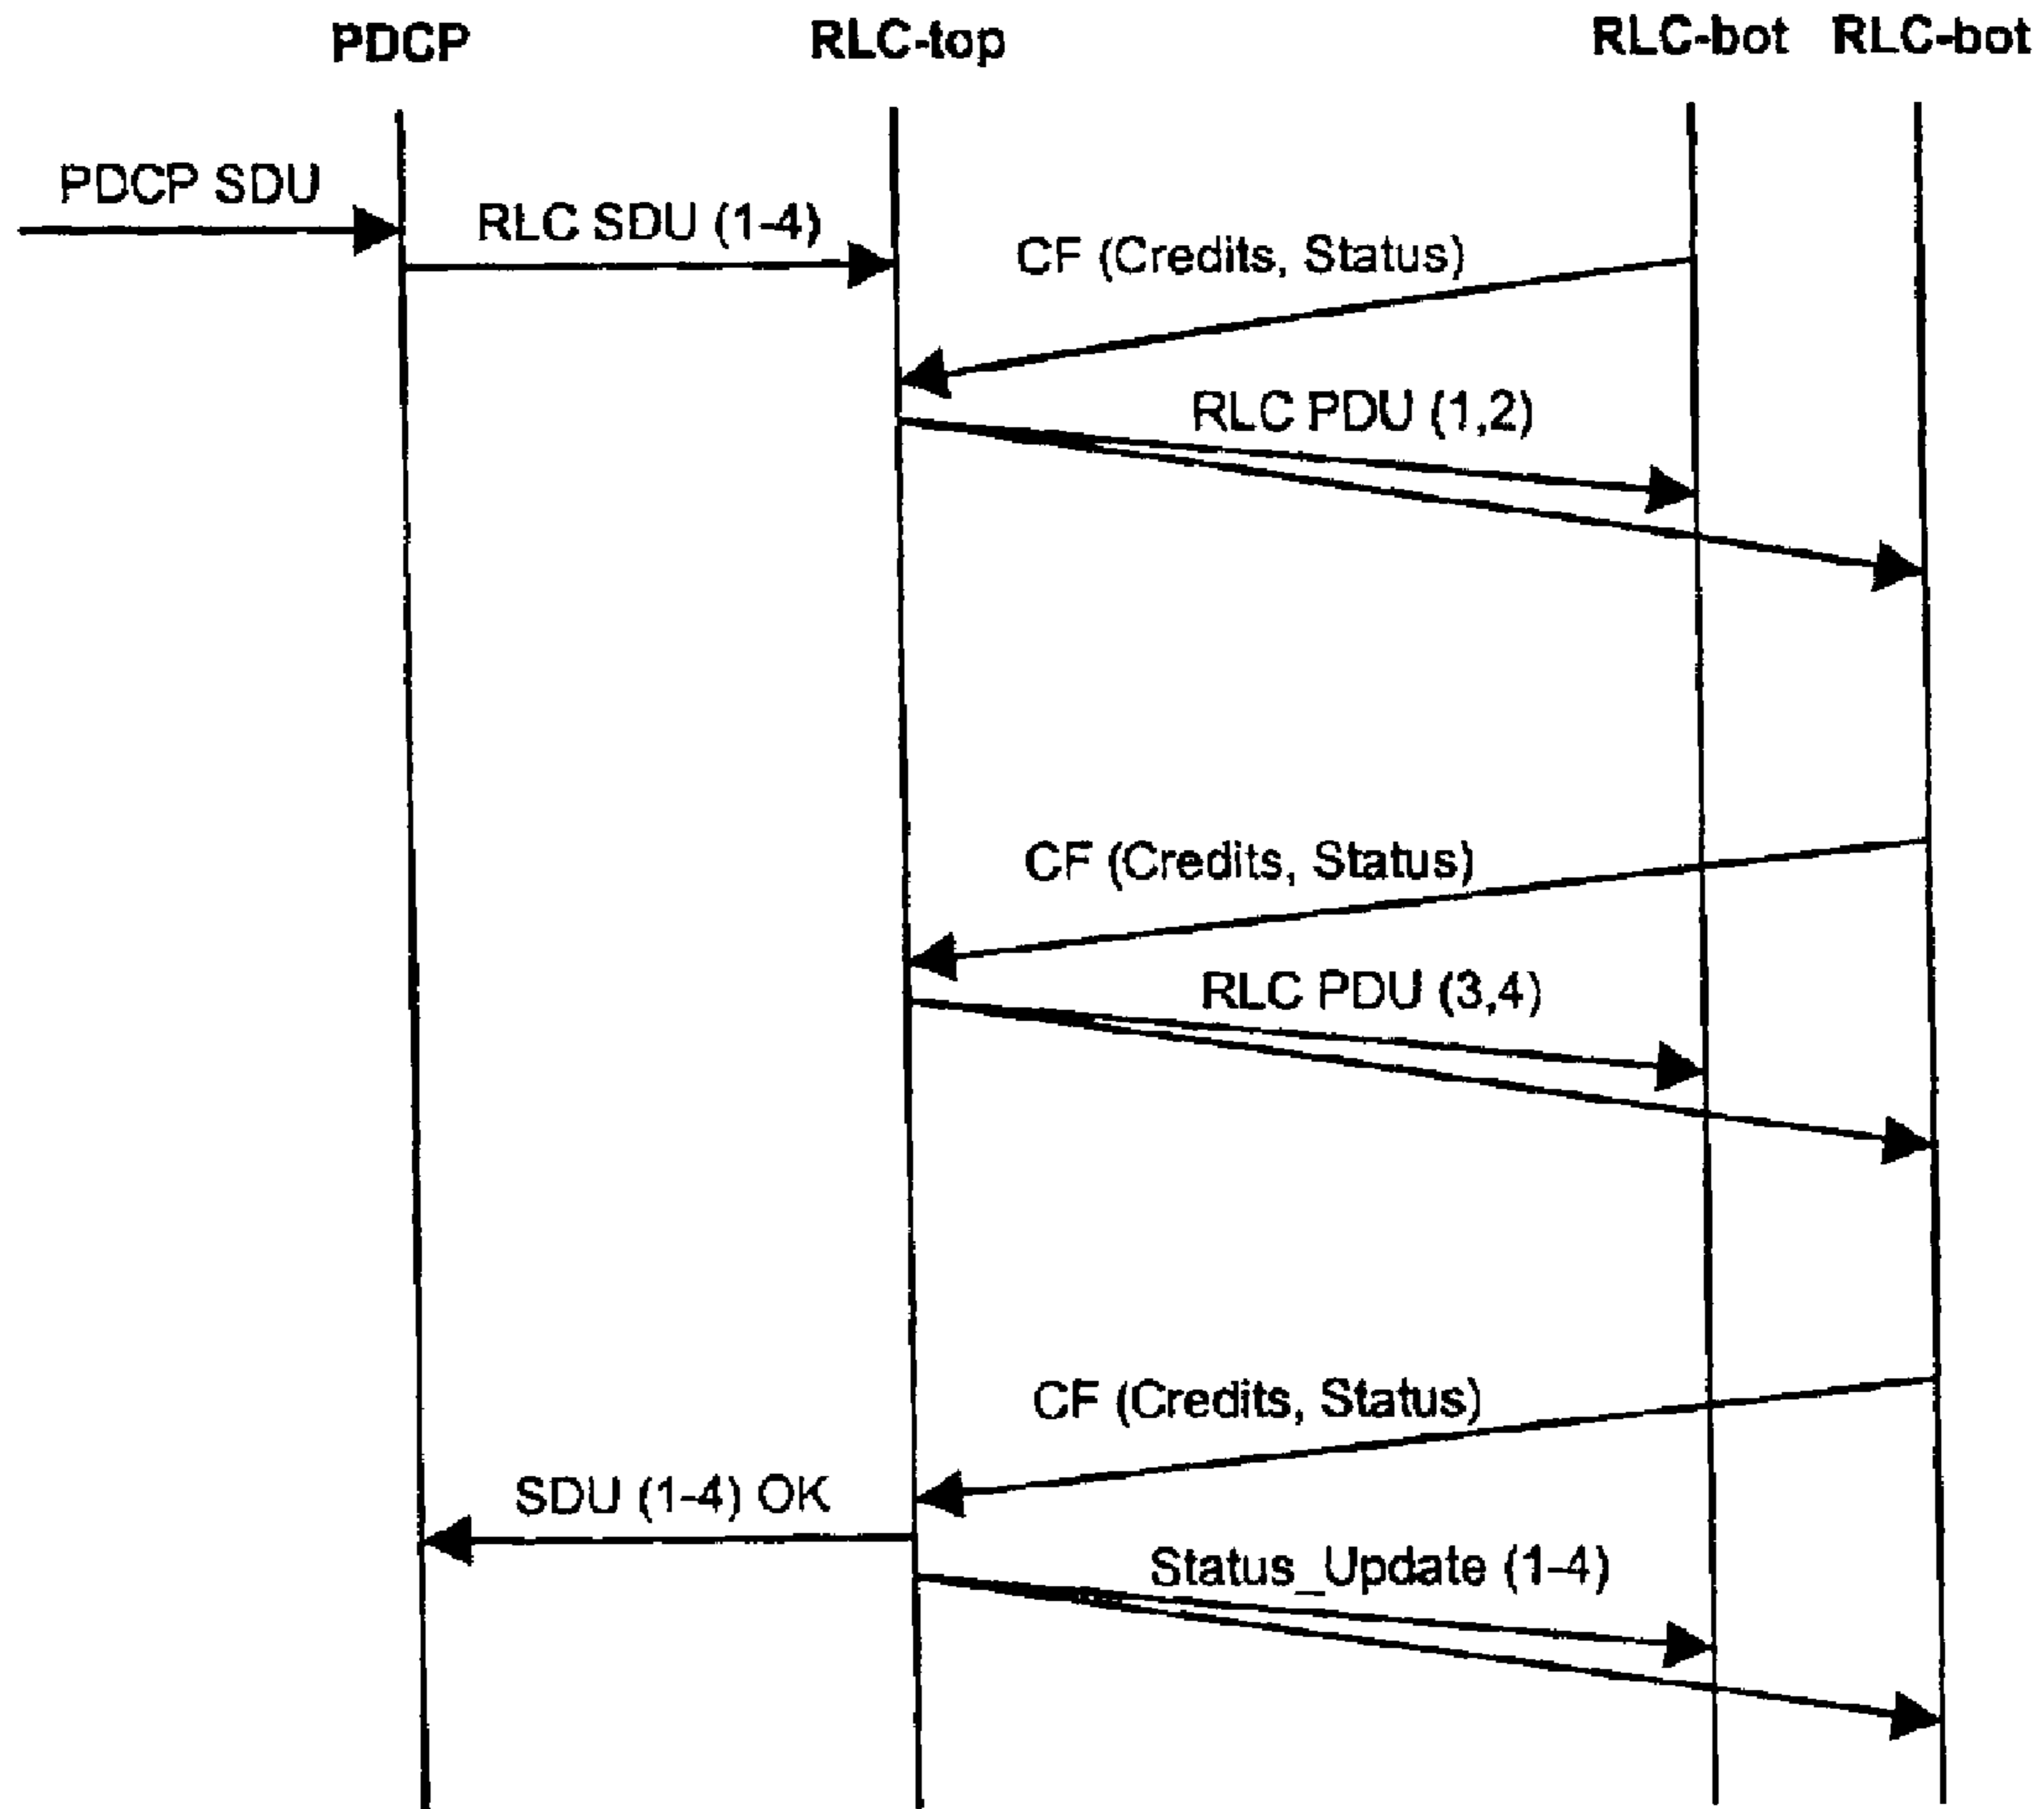 PDCP
RLC-top
RLC-bot
RLC-bot
PDCP SDU
RLC SDU (1-4)
CF (Credits, Status)
RLC PDU (1,2)
CF (Credits, Status)
RLC PDU (3,4)
CF (Credits, Status)
SDU (1-4) OK
Status_Update (1-4)